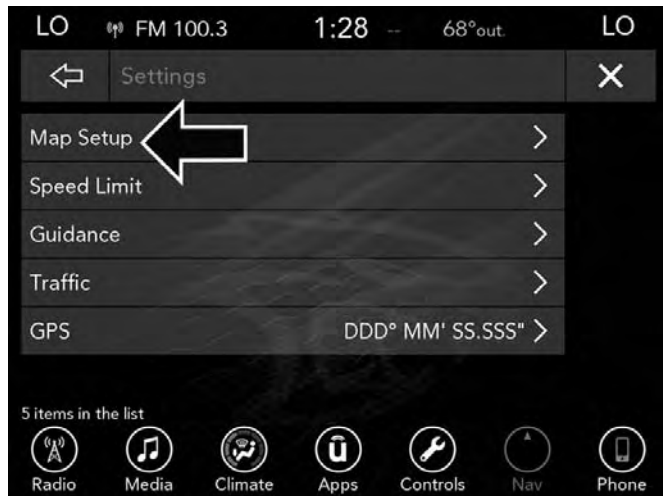 LO FM 100.3 1:28 -- 68°out. LO
Settings
Map Setup
Speed Limit
Guidance
Traffic
GPS DDD° MM' SS.SSS"
5 items in the list
Radio Media Climate Apps Controls Nav Phone